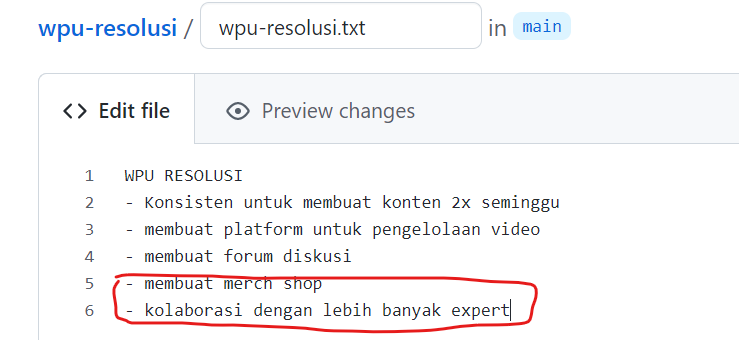 wpu-resolusi / wpu-resolusi.txt in main
<> Edit file Preview changes
1 WPU RESOLUSI
2 - Konsisten untuk membuat konten 2x seminggu
3 - membuat platform untuk pengelolaan video
4 - membuat forum diskusi
5 - membuat merch shop
6 - kolaborasi dengan lebih banyak expert